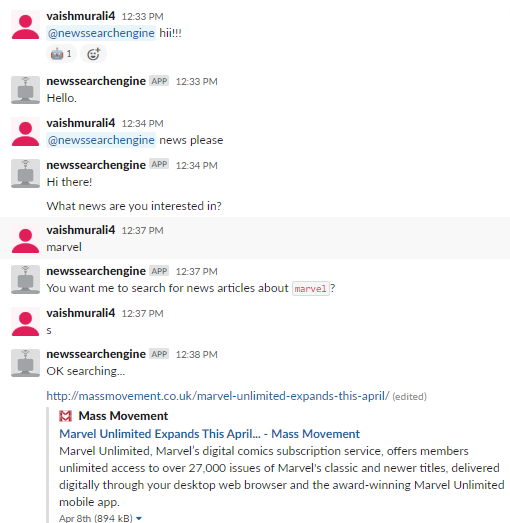 vaishmurali4 12:33 PM
@newssearchengine hii!!!
1
newssearchengine APP 12:33 PM
Hello.
vaishmurali4 12:34 PM
@newssearchengine news please
newssearchengine APP 12:34 PM
Hi there!
What news are you interested in?
vaishmurali4 12:37 PM
marvel
newssearchengine APP 12:37 PM
You want me to search for news articles about marvel?
vaishmurali4 12:37 PM
s
newssearchengine APP 12:38 PM
OK searching...
http://massmovement.co.uk/marvel-unlimited-expands-this-april/ (edited)
Mass Movement
Marvel Unlimited Expands This April... - Mass Movement
Marvel Unlimited, Marvel's digital comics subscription service, offers members
unlimited access to over 27,000 issues of Marvel's classic and newer titles, delivered
digitally through your desktop web browser and the award-winning Marvel Unlimited
mobile app.
Apr 8th (894 kB)